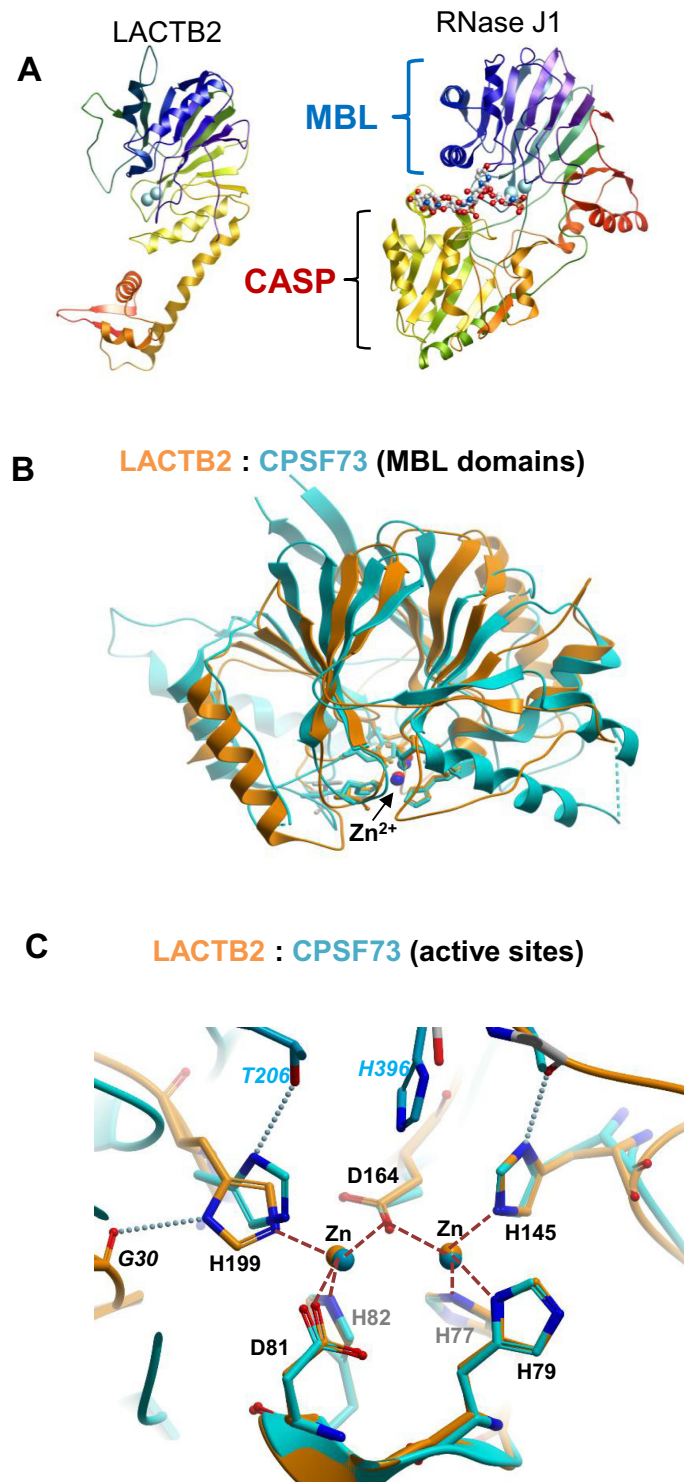 A
LACTB2
RNase J1
MBL
CASP
B
LACTB2 : CPSF73 (MBL domains)
Zn²⁺
C
LACTB2 : CPSF73 (active sites)
T206
H396
D164
Zn
Zn
H145
G30
H199
H82
H77
D81
H79